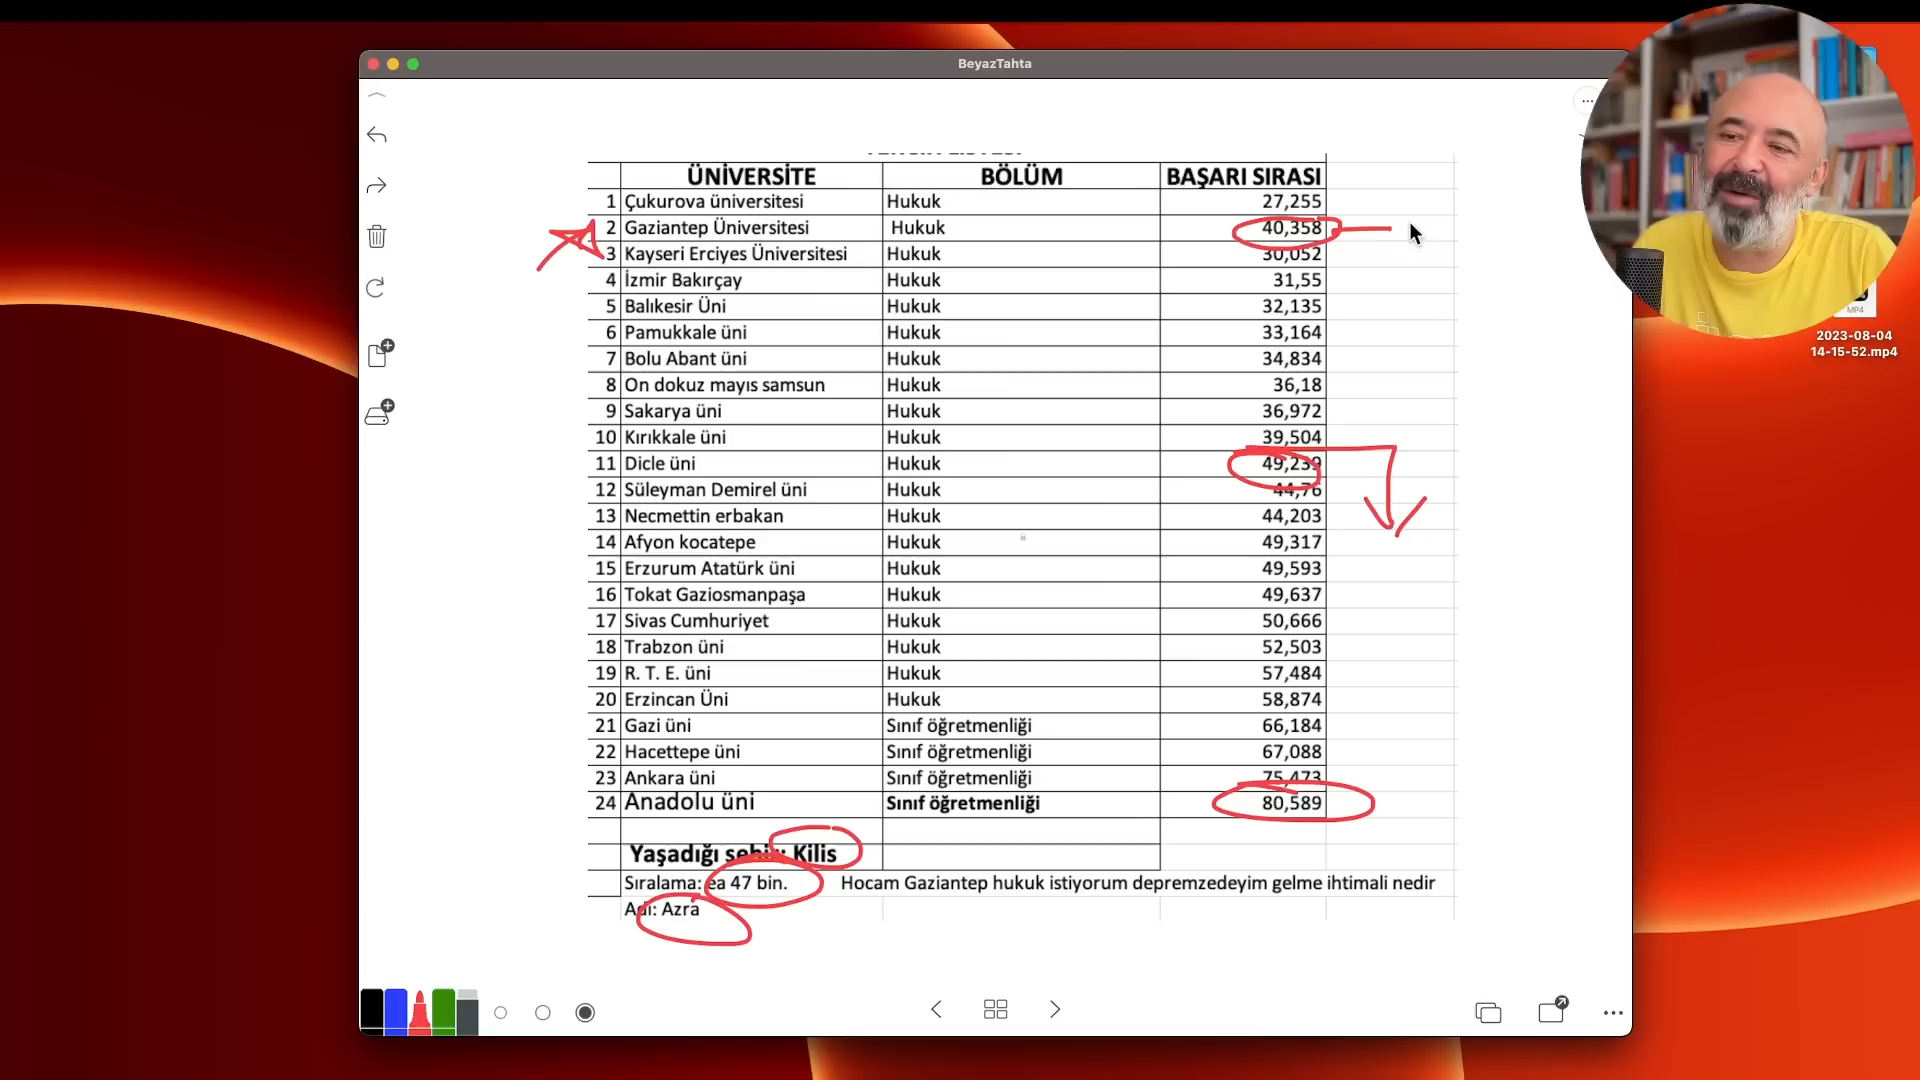 BeyazTahta
ÜNİVERSİTE BÖLÜM BAŞARI SIRASI
1 Çukurova üniversitesi Hukuk 27,255
2 Gaziantep Üniversitesi Hukuk 40,358
3 Kayseri Erciyes Üniversitesi Hukuk 30,052
4 İzmir Bakırçay Hukuk 31,55
5 Balıkesir Üni Hukuk 32,135
6 Pamukkale üni Hukuk 33,164
7 Bolu Abant üni Hukuk 34,834
8 On dokuz mayıs samsun Hukuk 36,18
9 Sakarya üni Hukuk 36,972
10 Kırıkkale üni Hukuk 39,504
11 Dicle üni Hukuk 49,239
12 Süleyman Demirel üni Hukuk 44,76
13 Necmettin erbakan Hukuk 44,203
14 Afyon kocatepe Hukuk 49,317
15 Erzurum Atatürk üni Hukuk 49,593
16 Tokat Gaziosmanpaşa Hukuk 49,637
17 Sivas Cumhuriyet Hukuk 50,666
18 Trabzon üni Hukuk 52,503
19 R. T. E. üni Hukuk 57,484
20 Erzincan Üni Hukuk 58,874
21 Gazi üni Sınıf öğretmenliği 66,184
22 Hacettepe üni Sınıf öğretmenliği 67,088
23 Ankara üni Sınıf öğretmenliği 75,473
24 Anadolu üni Sınıf öğretmenliği 80,589
Yaşadığı şehir: Kilis
Sıralama: ea 47 bin. Hocam Gaziantep hukuk istiyorum depremzedeyim gelme ihtimali nedir
Adı: Azra
MP4
2023-08-04
14-15-52.mp4